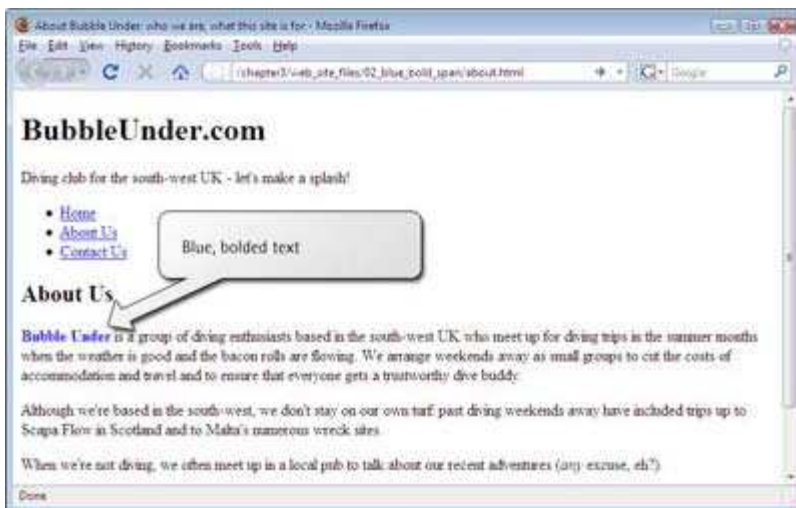 About Bubble Under: who we are, what this site is for - Mozilla Firefox
File Edit View History Bookmarks Tools Help
/chapter3/web_site_files/02_blue_bold_span/about.html
Google
BubbleUnder.com
Diving club for the south-west UK - let's make a splash!
Home
About Us
Contact Us
Blue, bolded text
About Us
Bubble Under is a group of diving enthusiasts based in the south-west UK who meet up for diving trips in the summer months
when the weather is good and the bacon rolls are flowing. We arrange weekends away as small groups to cut the costs of
accommodation and travel and to ensure that everyone gets a trustworthy dive buddy.
Although we're based in the south-west, we don't stay on our own turf: past diving weekends away have included trips up to
Scapa Flow in Scotland and to Malta's numerous wreck sites.
When we're not diving, we often meet up in a local pub to talk about our recent adventures (any excuse, eh?)
Done